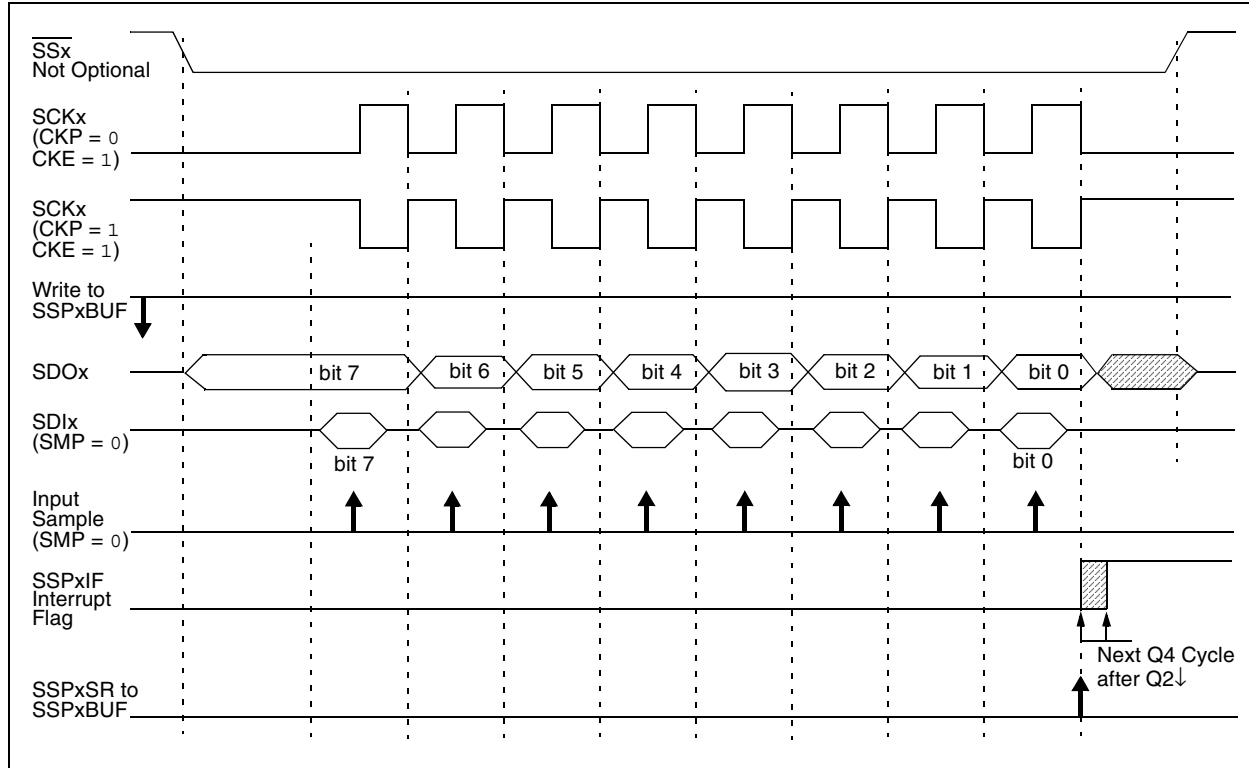 SSx
Not Optional
SCKx
(CKP = 0
CKE = 1)
SCKx
(CKP = 1
CKE = 1)
Write to
SSPxBUF
SDOx
bit 7
bit 6
bit 5
bit 4
bit 3
bit 2
bit 1
bit 0
SDIx
(SMP = 0)
bit 7
bit 0
Input
Sample
(SMP = 0)
SSPxIF
Interrupt
Flag
Next Q4 Cycle
after Q2↓
SSPxSR to
SSPxBUF